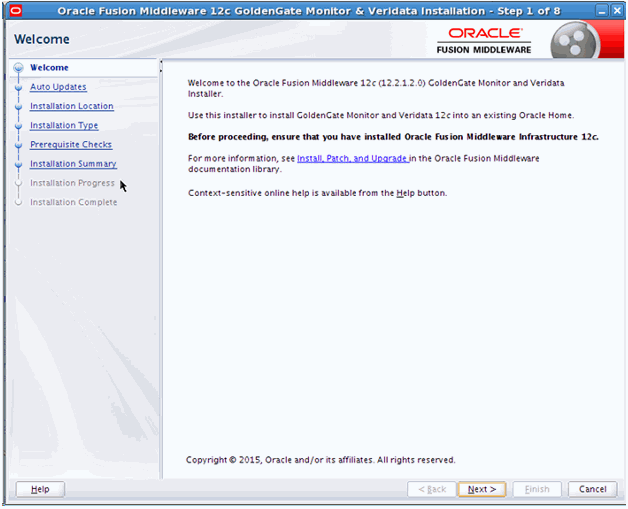 Oracle Fusion Middleware 12c GoldenGate Monitor & Veridata Installation - Step 1 of 8
Welcome
ORACLE
FUSION MIDDLEWARE
Welcome
Auto Updates
Installation Location
Installation Type
Prerequisite Checks
Installation Summary
Installation Progress
Installation Complete
Welcome to the Oracle Fusion Middleware 12c (12.2.1.2.0) GoldenGate Monitor and Veridata
Installer.
Use this installer to install GoldenGate Monitor and Veridata 12c into an existing Oracle Home.
Before proceeding, ensure that you have installed Oracle Fusion Middleware Infrastructure 12c.
For more information, see Install, Patch, and Upgrade in the Oracle Fusion Middleware
documentation library.
Context-sensitive online help is available from the Help button.
Copyright © 2015, Oracle and/or its affiliates. All rights reserved.
Help
< Back
Next >
Finish
Cancel